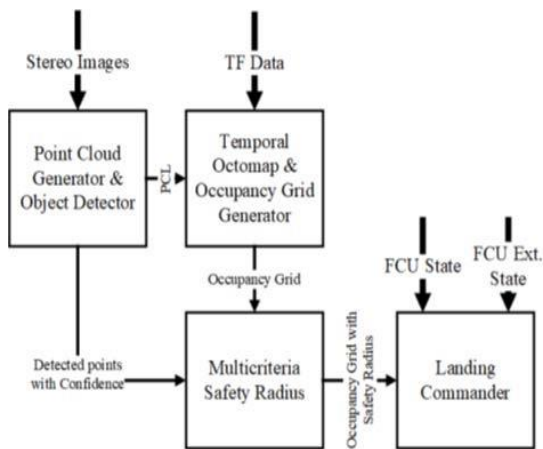 Stereo Images
TF Data
Point Cloud
Generator &
Object Detector
PCL
Temporal
Octomap &
Occupancy Grid
Generator
FCU State
FCU Ext.
State
Occupancy Grid
Detected points
with Confidence
Multicriteria
Safety Radius
Occupancy Grid with
Safety Radius
Landing
Commander